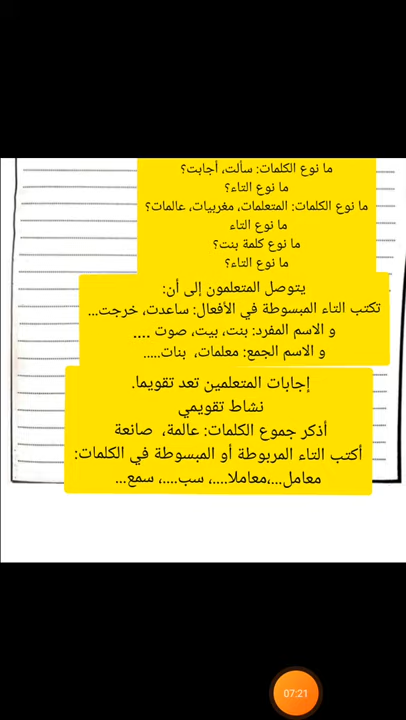 ما نوع الكلمات: سألت، أجابت؟
ما نوع التاء؟
ما نوع الكلمات: المتعلمات، مغربيات، عالمات؟
ما نوع التاء
ما نوع كلمة بنت؟
ما نوع التاء؟
يتوصل المتعلمون إلى أن:
تكتب التاء المبسوطة في الأفعال: ساعدت، خرجت...
و الاسم المفرد: بنت، بيت، صوت ....
و الاسم الجمع: معلمات، بنات.....
إجابات المتعلمين تعد تقويما.
نشاط تقويمي
أذكر جموع الكلمات: عالمة، صانعة
أكتب التاء المربوطة أو المبسوطة في الكلمات:
معامل...،معاملا....، سب....، سمع...
07:21